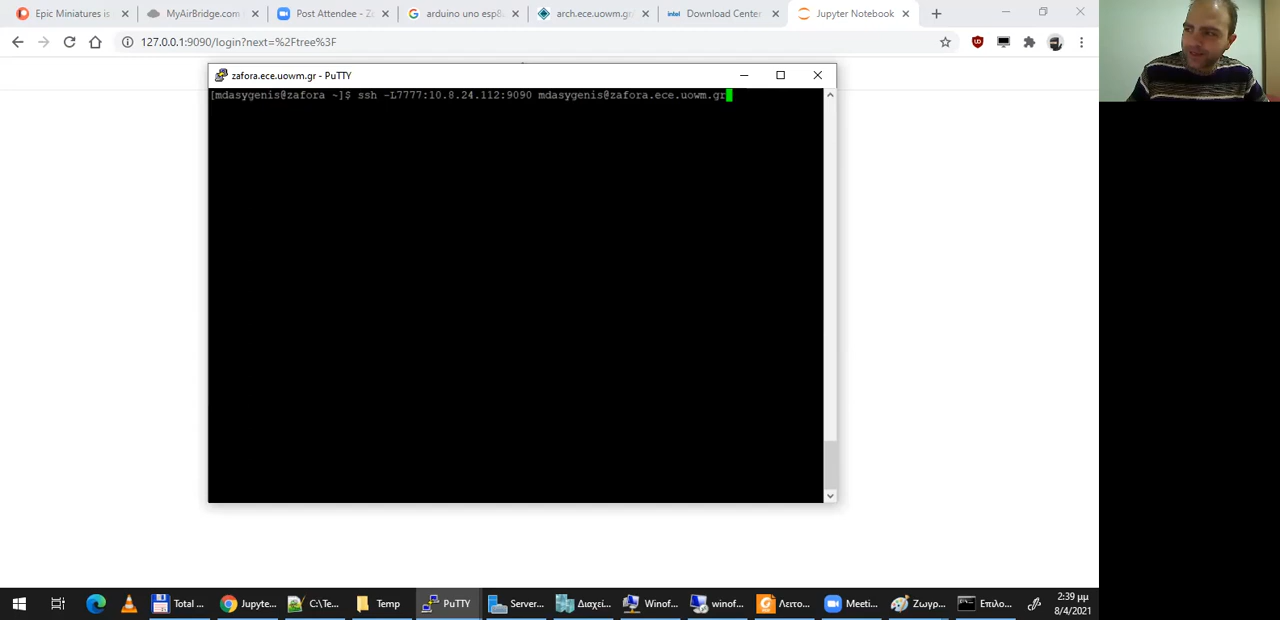 Epic Miniatures is
MyAirBridge.com
Post Attendee - Zo
arduino uno esp8
arch.ece.uowm.gr
intel Download Center
Jupyter Notebook
127.0.0.1:9090/login?next=%2Ftree%3F
zafora.ece.uowm.gr - PuTTY
[mdasygenis@zafora ~]$ ssh -L7777:10.8.24.112:9090 mdasygenis@zafora.ece.uowm.gr
Total ...
Jupyte...
C:\Te...
Temp
PuTTY
Server...
Διαχεί...
Winof...
winof...
Λειτο...
Meeti...
Ζωγρ...
Επιλο...
2:39 μμ
8/4/2021